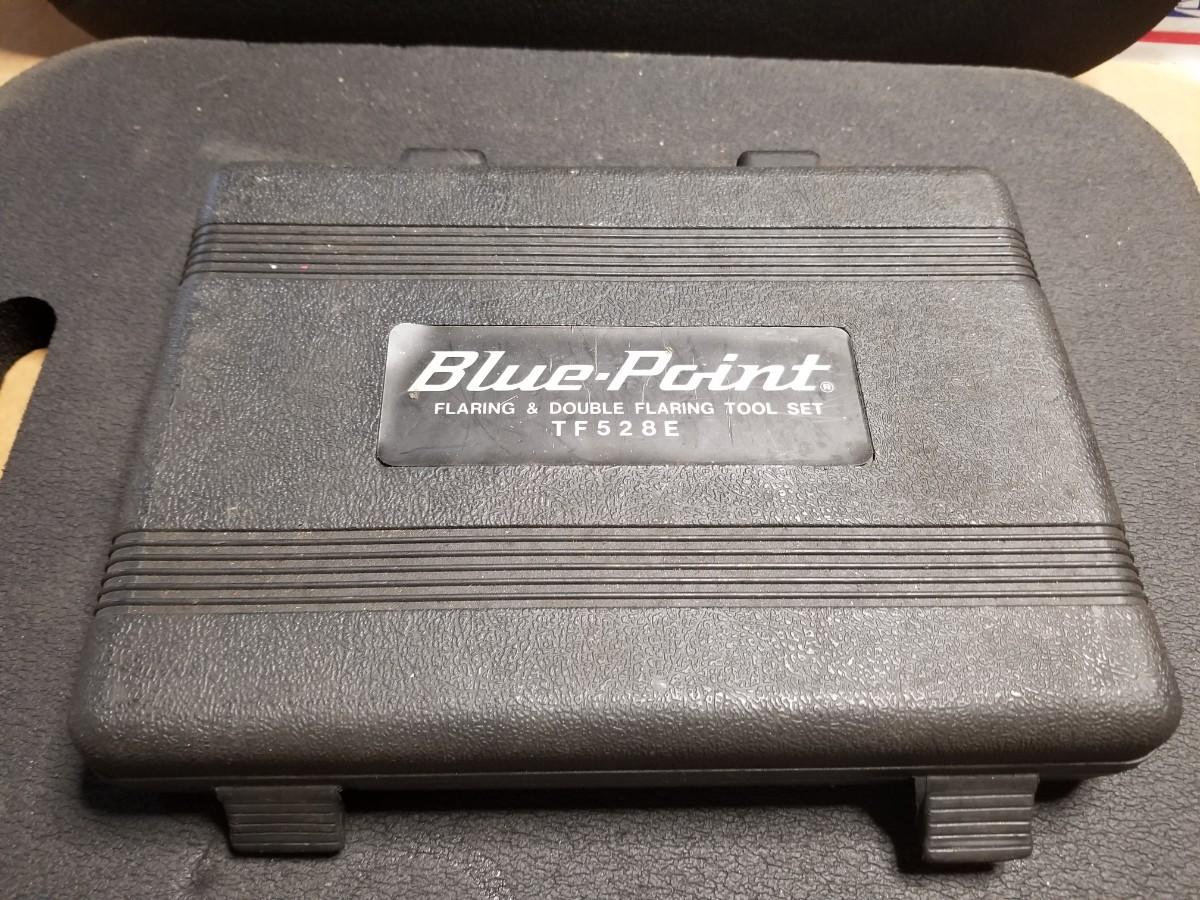 Blue-Point®
FLARING & DOUBLE FLARING TOOL SET
TF528E